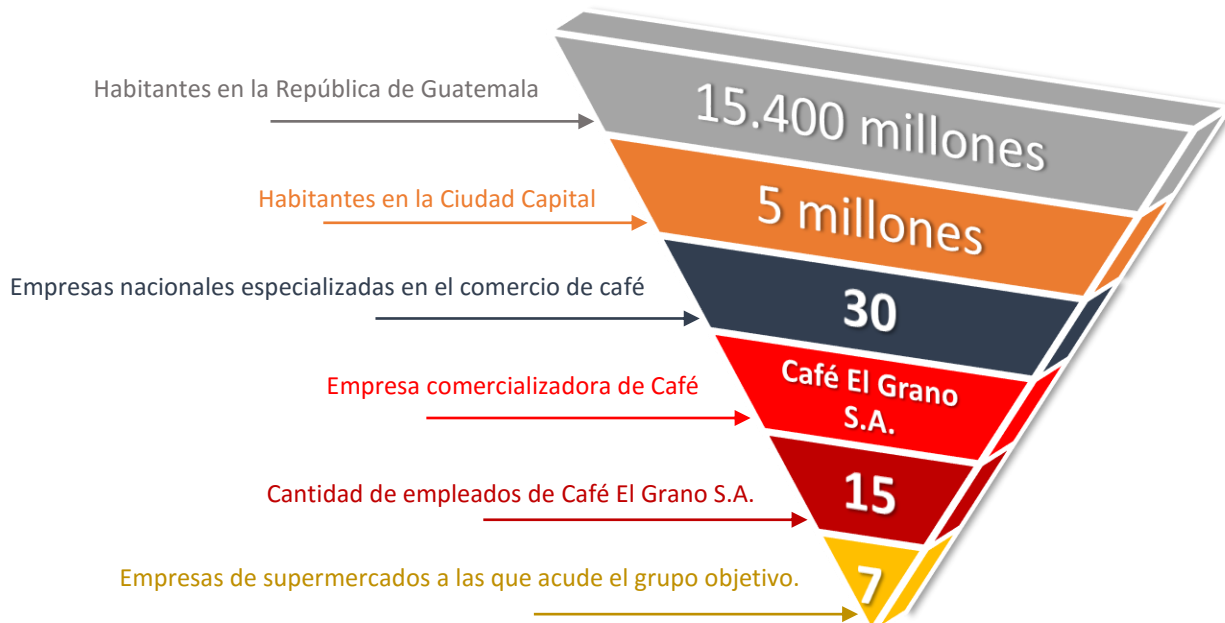 Habitantes en la República de Guatemala
15.400 millones
Habitantes en la Ciudad Capital
5 millones
Empresas nacionales especializadas en el comercio de café
30
Empresa comercializadora de Café
Café El Grano
S.A.
Cantidad de empleados de Café El Grano S.A.
15
Empresas de supermercados a las que acude el grupo objetivo.
7